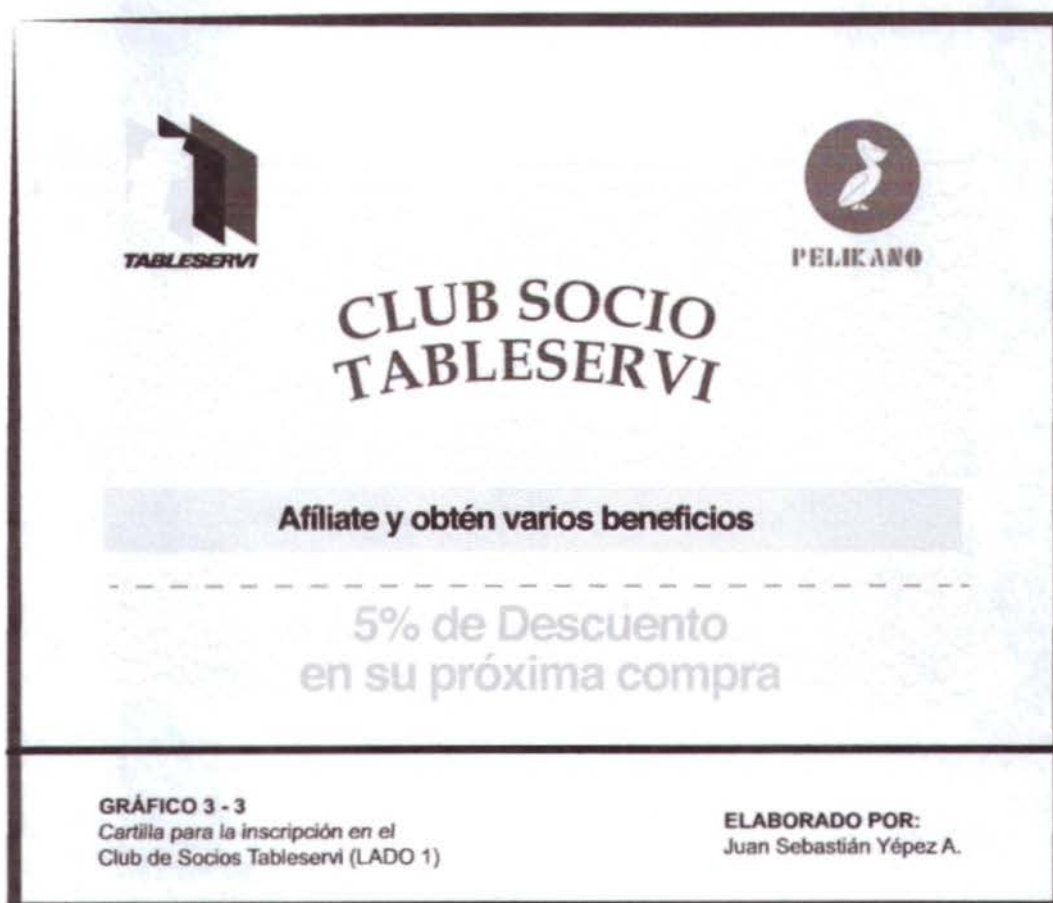 TABLESERVI
PELIKANO
CLUB SOCIO
TABLESERVI
Afíliate y obtén varios beneficios
5% de Descuento
en su próxima compra
GRÁFICO 3 - 3
Cartilla para la inscripción en el
Club de Socios Tableservi (LADO 1)
ELABORADO POR:
Juan Sebastián Yépez A.